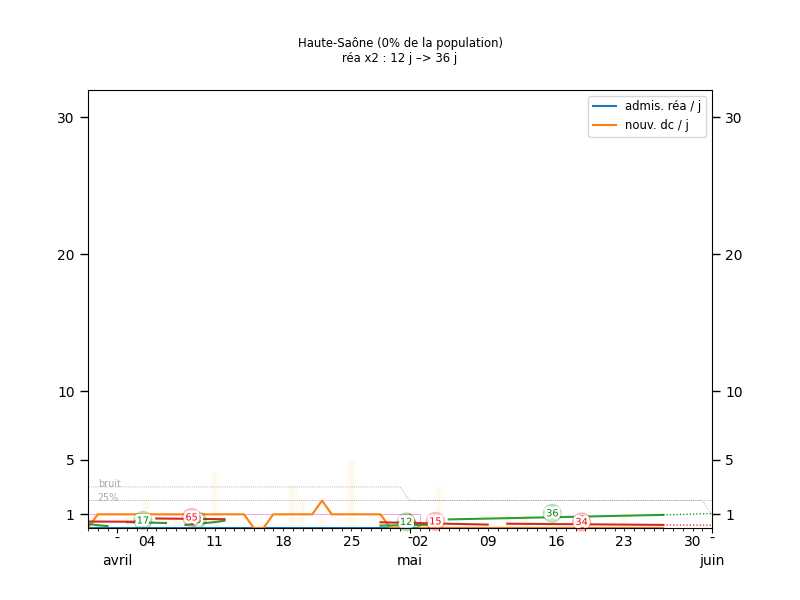 Haute-Saône (0% de la population)
réa x2 : 12 j –> 36 j
admis. réa / j
nouv. dc / j
30 30
20 20
10 10
5 5
bruit
25%
1 1
17 65 12 15 36 34
- 04 11 18 25 - 02 09 16 23 30 -
avril mai juin